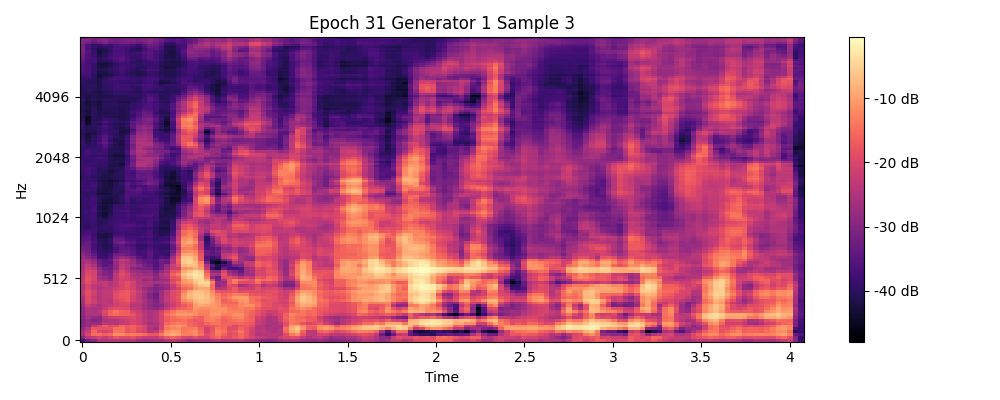 Epoch 31 Generator 1 Sample 3
Hz
4096
2048
1024
512
0
0 0.5 1 1.5 2 2.5 3 3.5 4
Time
-10 dB
-20 dB
-30 dB
-40 dB